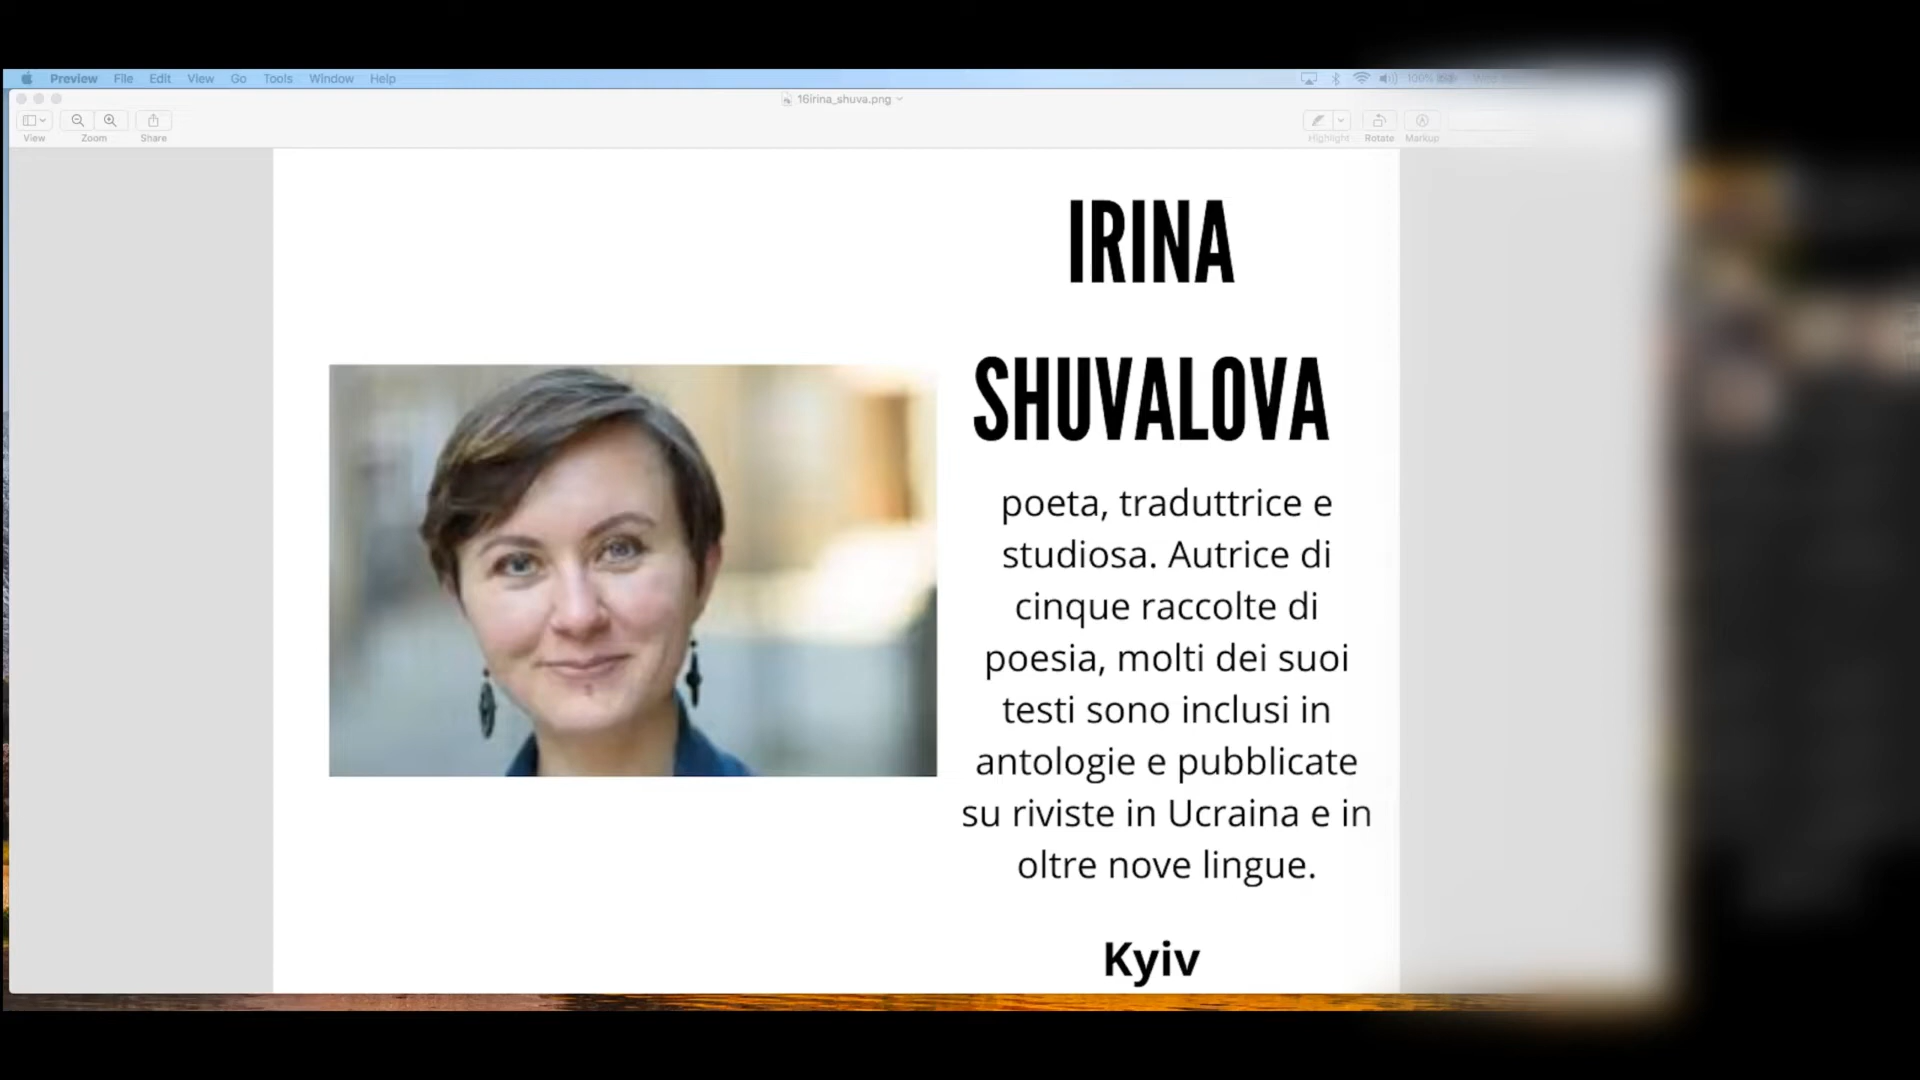 Preview File Edit View Go Tools Window Help 100%
16irina_shuva.png
View Zoom Share Highlight Rotate Markup
IRINA
SHUVALOVA
poeta, traduttrice e
studiosa. Autrice di
cinque raccolte di
poesia, molti dei suoi
testi sono inclusi in
antologie e pubblicate
su riviste in Ucraina e in
oltre nove lingue.
Kyiv